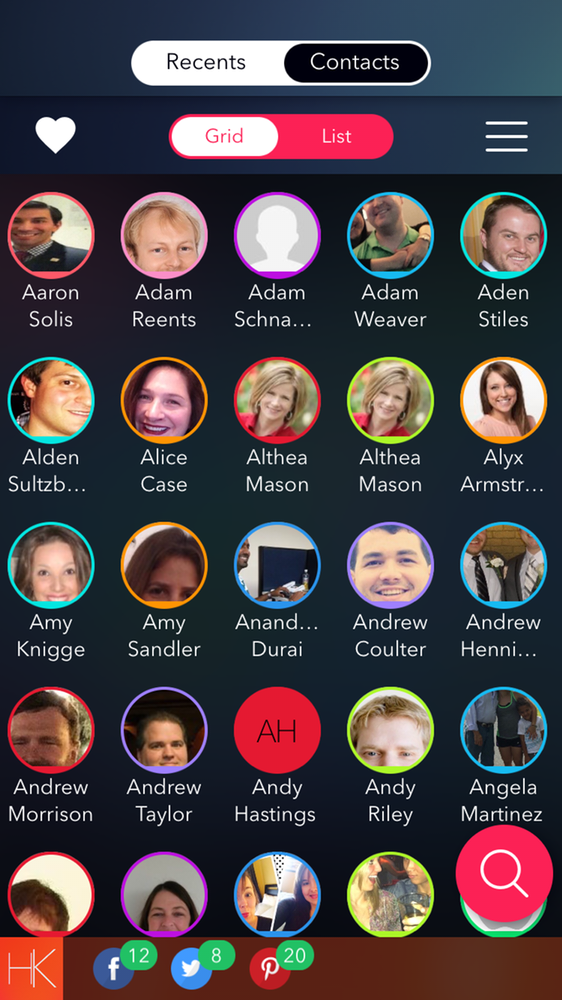 Recents Contacts
Grid List
Aaron Solis
Adam Reents
Adam Schna...
Adam Weaver
Aden Stiles
Alden Sultzb...
Alice Case
Althea Mason
Althea Mason
Alyx Armstr...
Amy Knigge
Amy Sandler
Anand... Durai
Andrew Coulter
Andrew Henni...
Andrew Morrison
Andrew Taylor
AH
Andy Hastings
Andy Riley
Angela Martinez
HK f 12 8 20